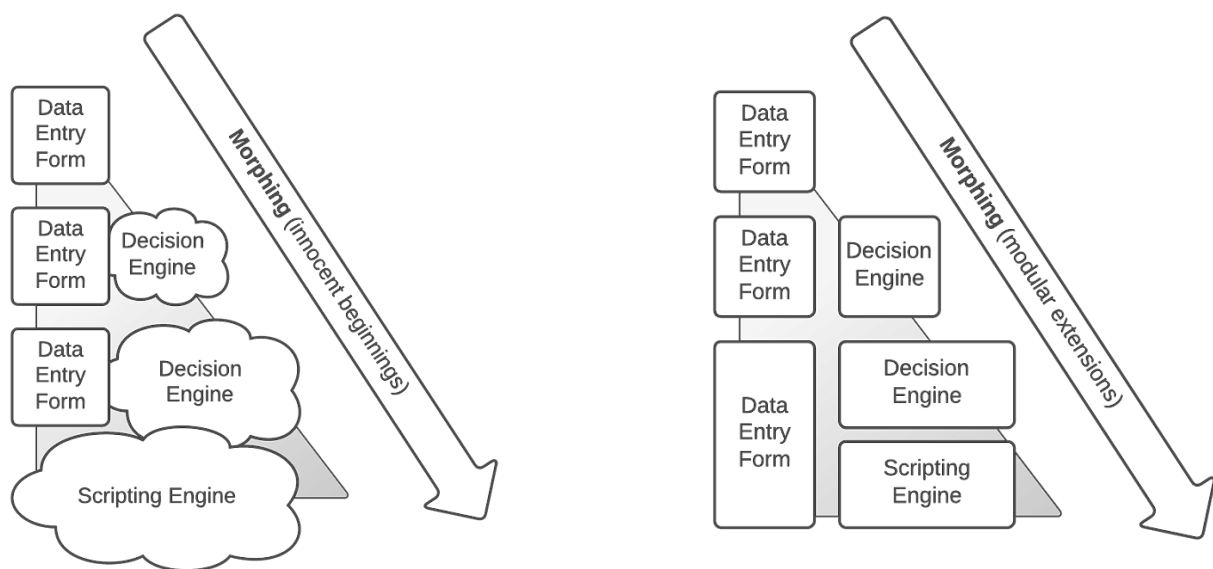 Data
Entry
Form
Data
Entry
Form
Decision
Engine
Data
Entry
Form
Decision
Engine
Scripting Engine
Morphing (innocent beginnings)
Data
Entry
Form
Data
Entry
Form
Decision
Engine
Data
Entry
Form
Decision
Engine
Scripting
Engine
Morphing (modular extensions)